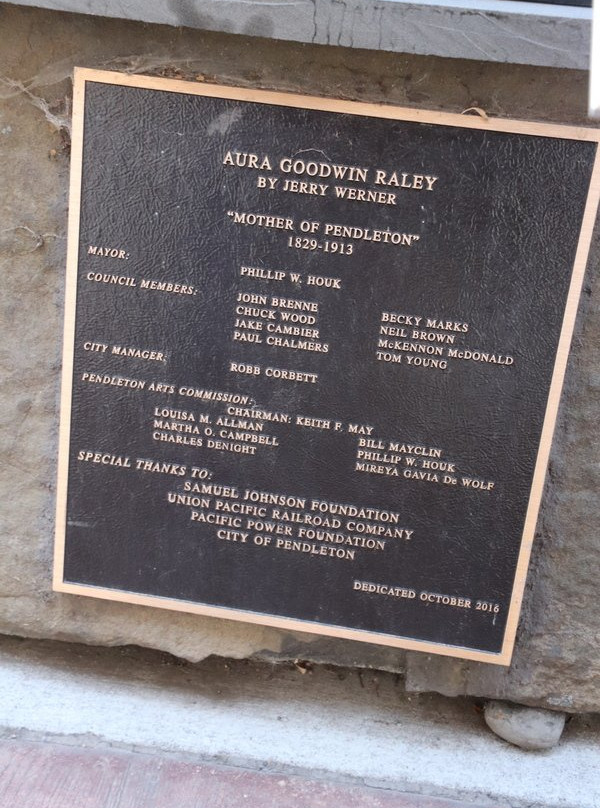 AURA GOODWIN RALEY
BY JERRY WERNER
"MOTHER OF PENDLETON"
1829-1913
MAYOR:
PHILLIP W. HOUK
COUNCIL MEMBERS:
JOHN BRENNE
CHUCK WOOD
JAKE CAMBIER
PAUL CHALMERS
BECKY MARKS
NEIL BROWN
McKENNON McDONALD
TOM YOUNG
CITY MANAGER:
ROBB CORBETT
PENDLETON ARTS COMMISSION:
CHAIRMAN: KEITH F. MAY
LOUISA M. ALLMAN
MARTHA O. CAMPBELL
CHARLES DENIGHT
BILL MAYCLIN
PHILLIP W. HOUK
MIREYA GAVIA De WOLF
SPECIAL THANKS TO:
SAMUEL JOHNSON FOUNDATION
UNION PACIFIC RAILROAD COMPANY
PACIFIC POWER FOUNDATION
CITY OF PENDLETON
DEDICATED OCTOBER 2016